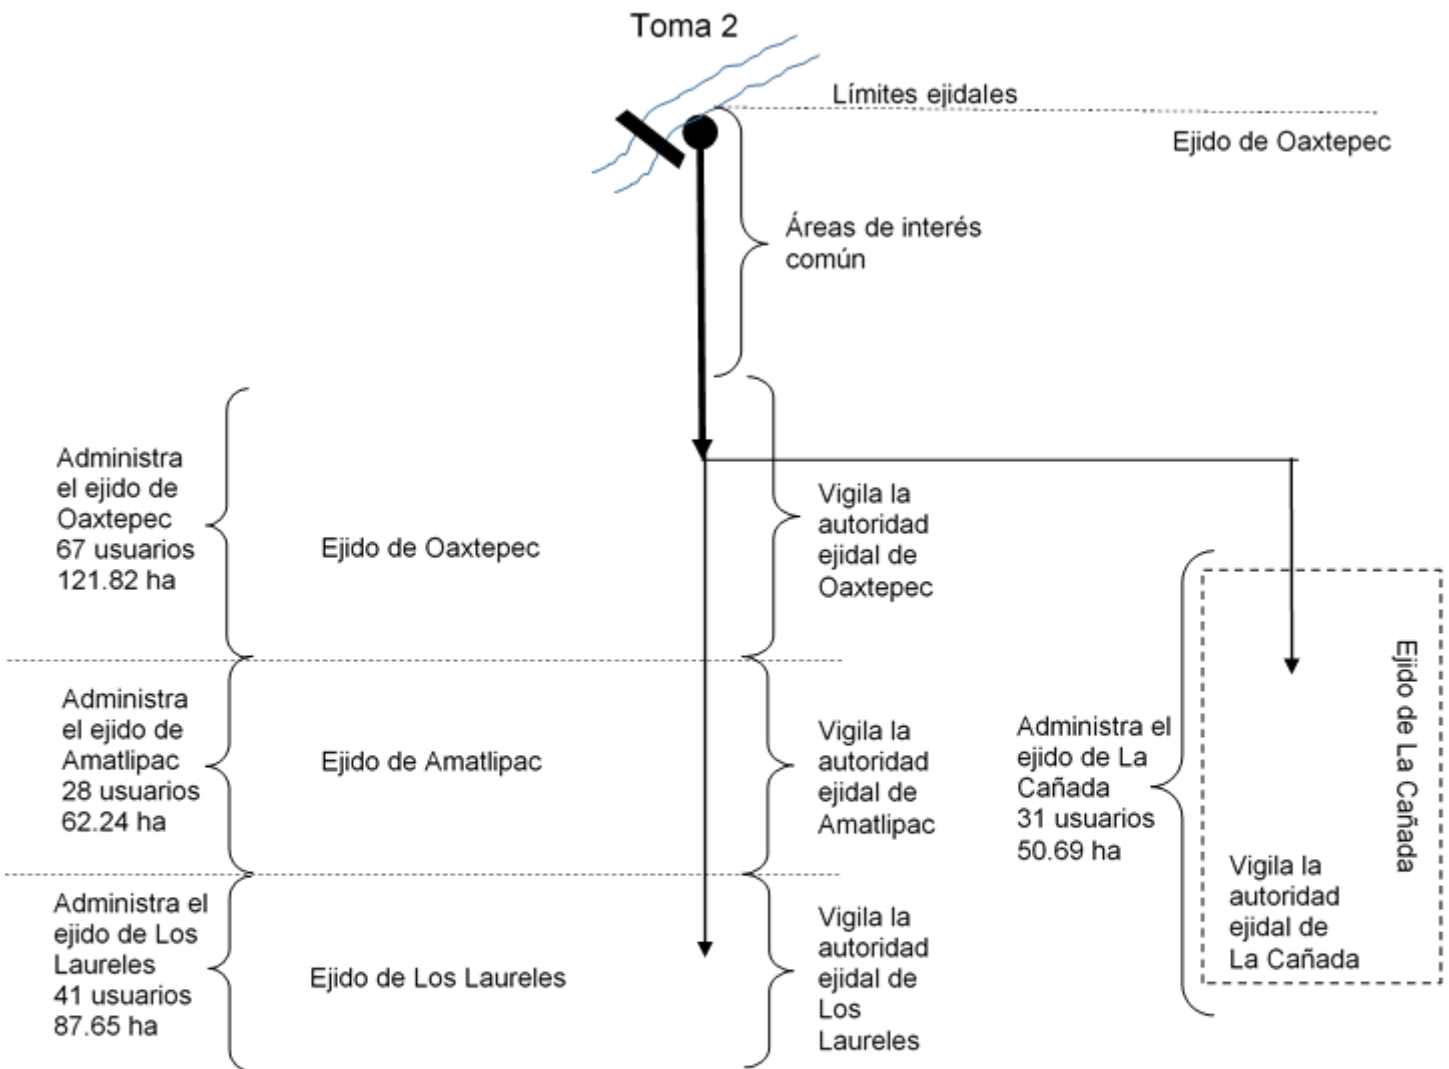 Toma 2
Límites ejidales
Ejido de Oaxtepec
Áreas de interés
común
Administra
el ejido de
Oaxtepec
67 usuarios
121.82 ha
Ejido de Oaxtepec
Vigila la
autoridad
ejidal de
Oaxtepec
Administra
el ejido de
Amatlipac
28 usuarios
62.24 ha
Ejido de Amatlipac
Vigila la
autoridad
ejidal de
Amatlipac
Administra el
ejido de La
Cañada
31 usuarios
50.69 ha
Ejido de La Cañada
Vigila la
autoridad
ejidal de
La Cañada
Administra el
ejido de Los
Laureles
41 usuarios
87.65 ha
Ejido de Los Laureles
Vigila la
autoridad
ejidal de
Los
Laureles